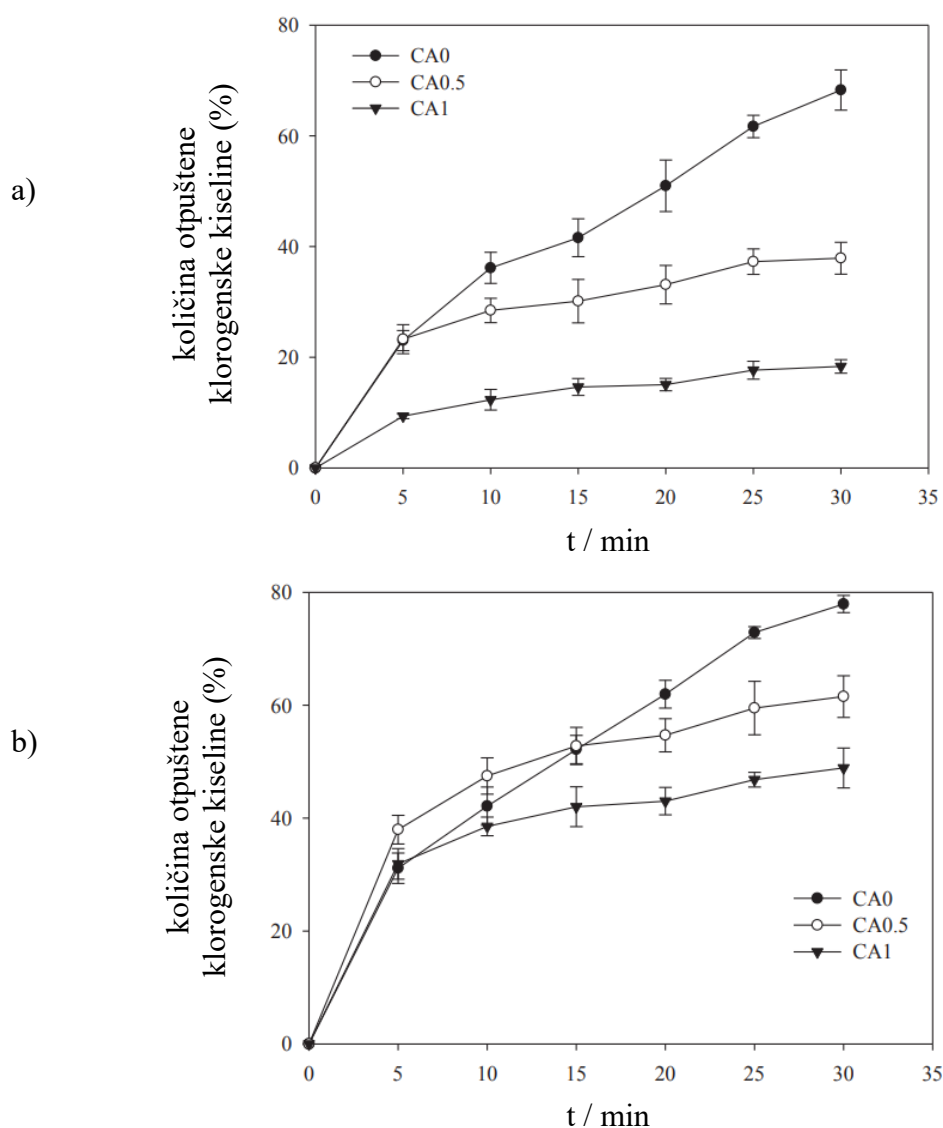 a)
količina otpuštene
klorogenske kiseline (%)
80
60
40
20
0
CA0
CA0.5
CA1
0 5 10 15 20 25 30 35
t / min
b)
količina otpuštene
klorogenske kiseline (%)
80
60
40
20
0
CA0
CA0.5
CA1
0 5 10 15 20 25 30 35
t / min